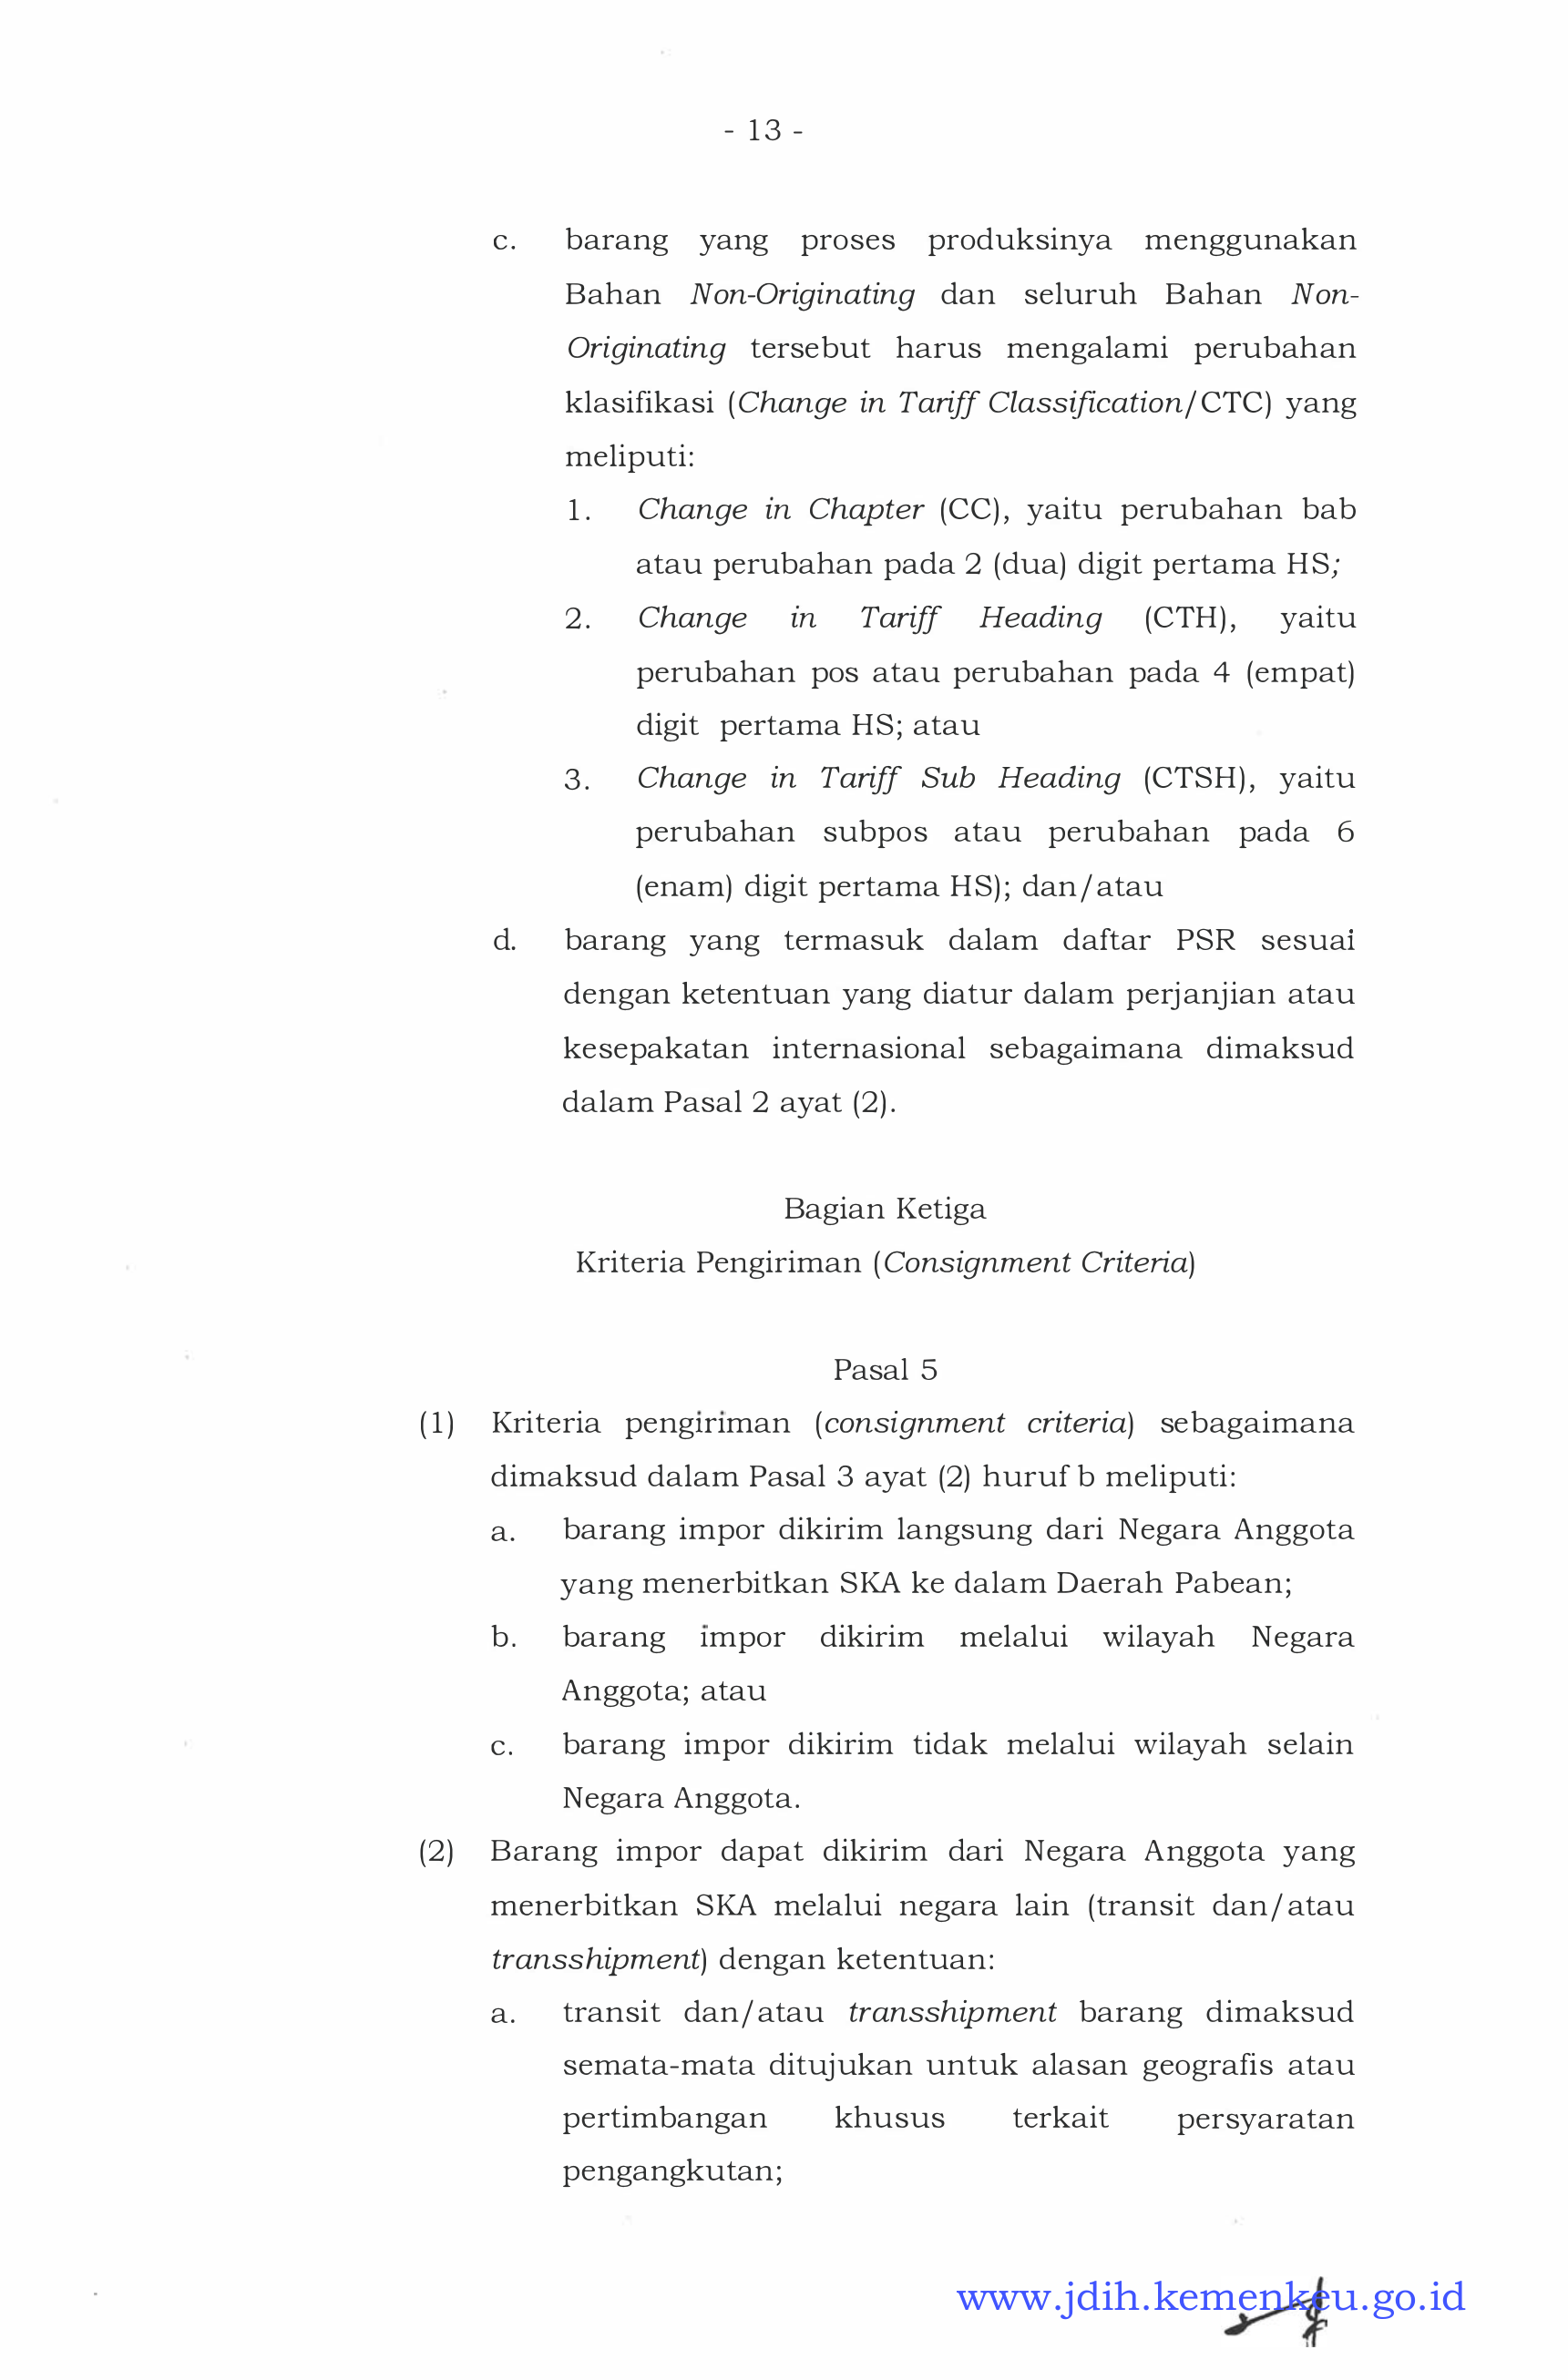 - 13 -
c. barang yang proses produksinya menggunakan
Bahan Non-Originating dan seluruh Bahan Non-
Originating tersebut harus mengalami perubahan
klasifikasi (Change in Tariff Classification/CTC) yang
meliputi:
1. Change in Chapter (CC), yaitu perubahan bab
atau perubahan pada 2 (dua) digit pertama HS;
2. Change in Tariff Heading (CTH), yaitu
perubahan pos atau perubahan pada 4 (empat)
digit pertama HS; atau
3. Change in Tariff Sub Heading (CTSH), yaitu
perubahan subpos atau perubahan pada 6
(enam) digit pertama HS); dan/atau
d. barang yang termasuk dalam daftar PSR sesuai
dengan ketentuan yang diatur dalam perjanjian atau
kesepakatan internasional sebagaimana dimaksud
dalam Pasal 2 ayat (2).
Bagian Ketiga
Kriteria Pengiriman (Consignment Criteria)
Pasal 5
(1) Kriteria pengiriman (consignment criteria) sebagaimana
dimaksud dalam Pasal 3 ayat (2) huruf b meliputi:
a. barang impor dikirim langsung dari Negara Anggota
yang menerbitkan SKA ke dalam Daerah Pabean;
b. barang impor dikirim melalui wilayah Negara
Anggota; atau
c. barang impor dikirim tidak melalui wilayah selain
Negara Anggota.
(2) Barang impor dapat dikirim dari Negara Anggota yang
menerbitkan SKA melalui negara lain (transit dan/atau
transshipment) dengan ketentuan:
a. transit dan/atau transshipment barang dimaksud
semata-mata ditujukan untuk alasan geografis atau
pertimbangan khusus terkait persyaratan
pengangkutan;
www.jdih.kemenkeu.go.id